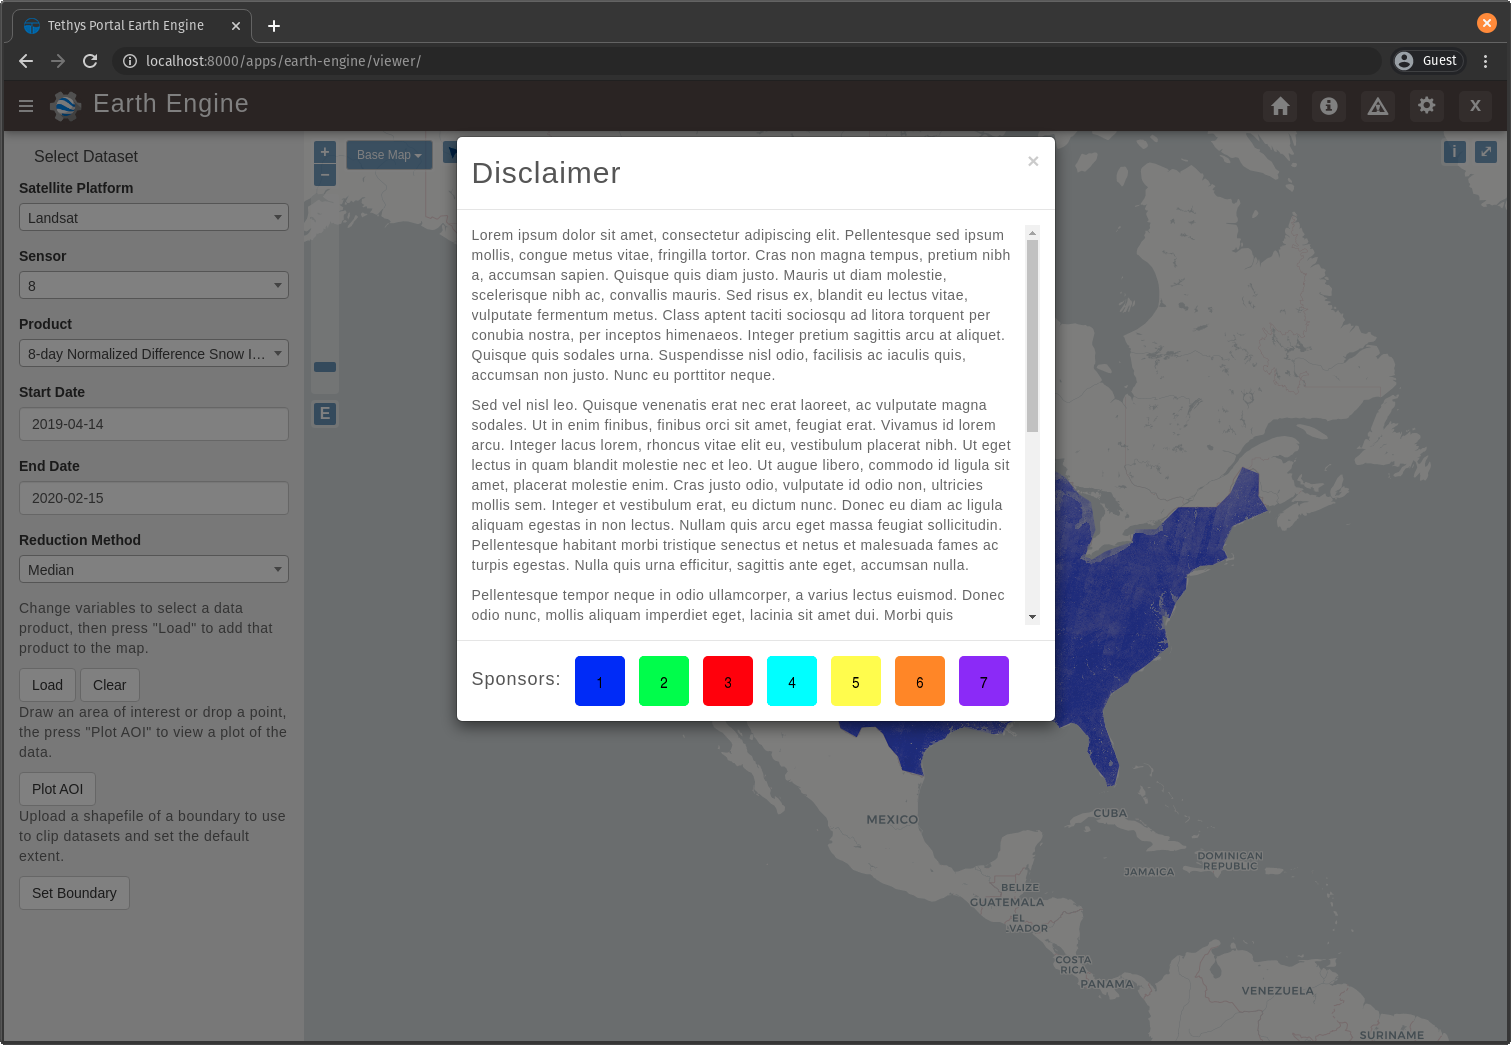 Tethys Portal Earth Engine
localhost:8000/apps/earth-engine/viewer/
Guest
Earth Engine
X
Select Dataset
Satellite Platform
Landsat
Sensor
8
Product
8-day Normalized Difference Snow I...
Start Date
2019-04-14
End Date
2020-02-15
Reduction Method
Median
Change variables to select a data
product, then press "Load" to add that
product to the map.
Load Clear
Draw an area of interest or drop a point,
the press "Plot AOI" to view a plot of the
data.
Plot AOI
Upload a shapefile of a boundary to use
to clip datasets and set the default
extent.
Set Boundary
+
−
Base Map
E
i
Disclaimer
×
Lorem ipsum dolor sit amet, consectetur adipiscing elit. Pellentesque sed ipsum
mollis, congue metus vitae, fringilla tortor. Cras non magna tempus, pretium nibh
a, accumsan sapien. Quisque quis diam justo. Mauris ut diam molestie,
scelerisque nibh ac, convallis mauris. Sed risus ex, blandit eu lectus vitae,
vulputate fermentum metus. Class aptent taciti sociosqu ad litora torquent per
conubia nostra, per inceptos himenaeos. Integer pretium sagittis arcu at aliquet.
Quisque quis sodales urna. Suspendisse nisl odio, facilisis ac iaculis quis,
accumsan non justo. Nunc eu porttitor neque.
Sed vel nisl leo. Quisque venenatis erat nec erat laoreet, ac vulputate magna
sodales. Ut in enim finibus, finibus orci sit amet, feugiat erat. Vivamus id lorem
arcu. Integer lacus lorem, rhoncus vitae elit eu, vestibulum placerat nibh. Ut eget
lectus in quam blandit molestie nec et leo. Ut augue libero, commodo id ligula sit
amet, placerat molestie enim. Cras justo odio, vulputate id odio non, ultricies
mollis sem. Integer et vestibulum erat, eu dictum nunc. Donec eu diam ac ligula
aliquam egestas in non lectus. Nullam quis arcu eget massa feugiat sollicitudin.
Pellentesque habitant morbi tristique senectus et netus et malesuada fames ac
turpis egestas. Nulla quis urna efficitur, sagittis ante eget, accumsan nulla.
Pellentesque tempor neque in odio ullamcorper, a varius lectus euismod. Donec
odio nunc, mollis aliquam imperdiet eget, lacinia sit amet dui. Morbi quis
Sponsors: 1 2 3 4 5 6 7
MEXICO
CUBA
DOMINICAN
REPUBLIC
JAMAICA
BELIZE
GUATEMALA
EL
.VADOR
COSTA
RICA
PANAMA
VENEZUELA
SURINAME